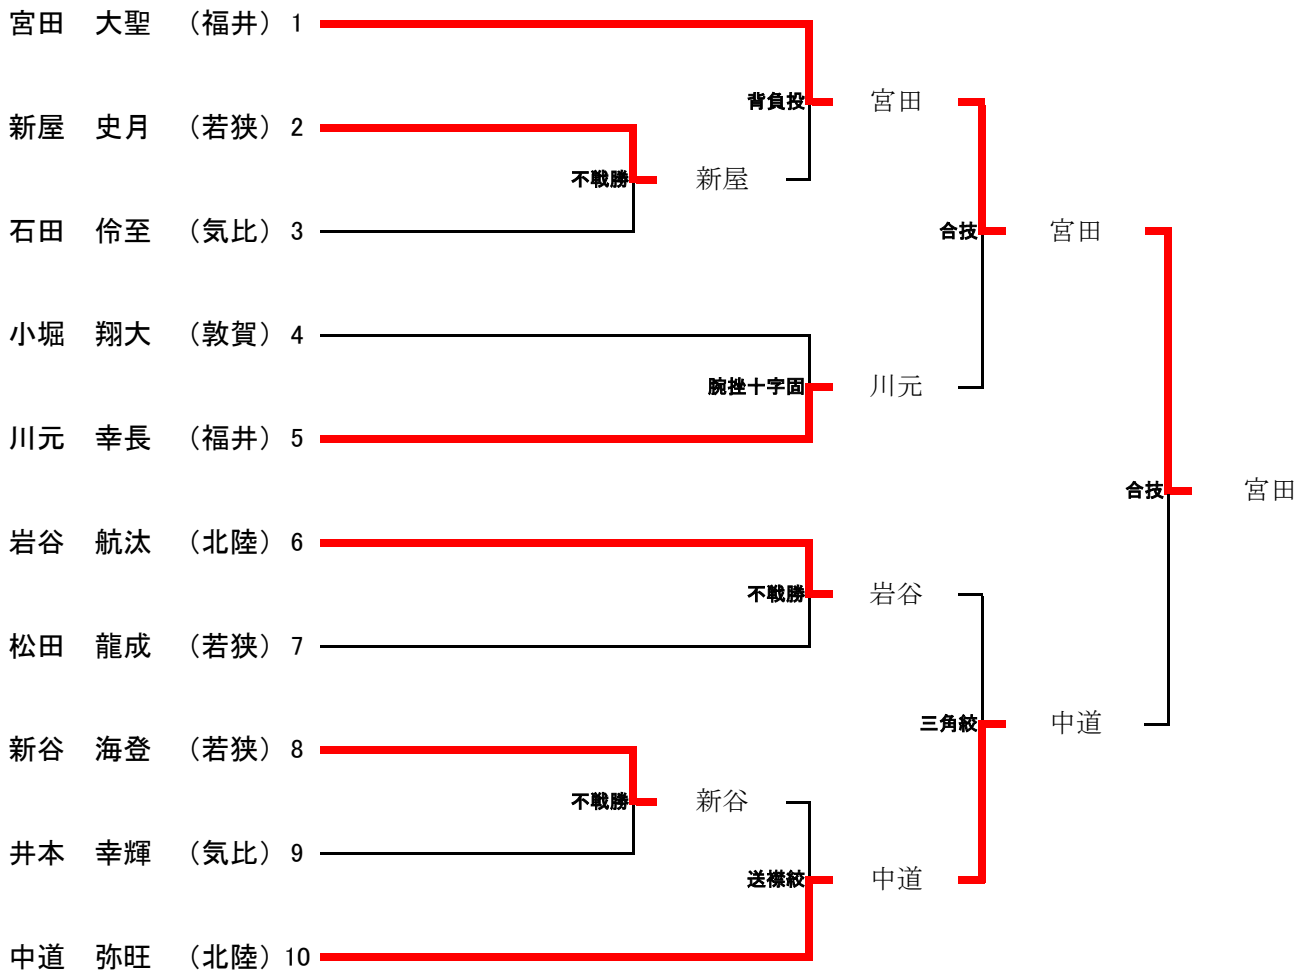 宮田　大聖　（福井） 1
背負投　宮田
新屋　史月　（若狭） 2
不戦勝　新屋
石田　伶至　（気比） 3
合技　宮田
小堀　翔大　（敦賀） 4
腕挫十字固　川元
川元　幸長　（福井） 5
合技　宮田
岩谷　航汰　（北陸） 6
不戦勝　岩谷
松田　龍成　（若狭） 7
三角絞　中道
新谷　海登　（若狭） 8
不戦勝　新谷
井本　幸輝　（気比） 9
送襟絞　中道
中道　弥旺　（北陸） 10